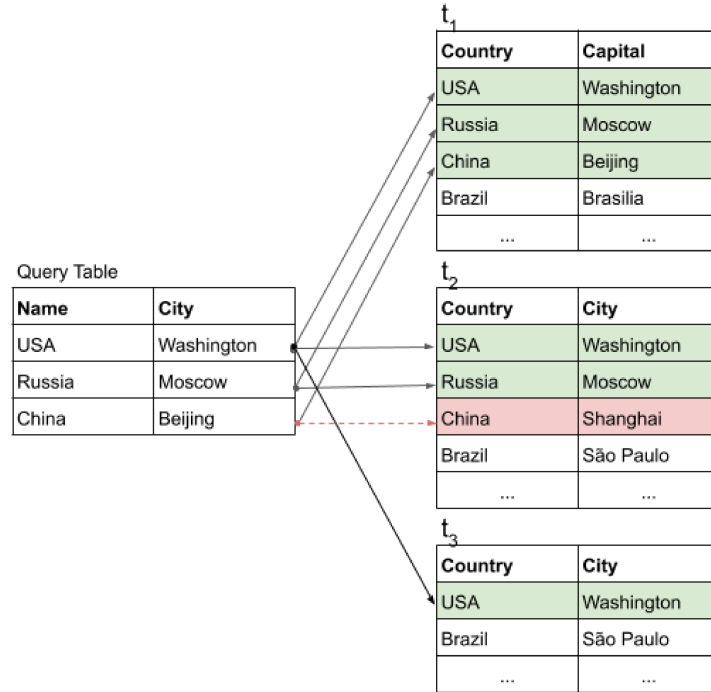 t1
Country Capital
USA Washington
Russia Moscow
China Beijing
Brazil Brasilia
... ...
Query Table
Name City
USA Washington
Russia Moscow
China Beijing
t2
Country City
USA Washington
Russia Moscow
China Shanghai
Brazil São Paulo
... ...
t3
Country City
USA Washington
Brazil São Paulo
... ...